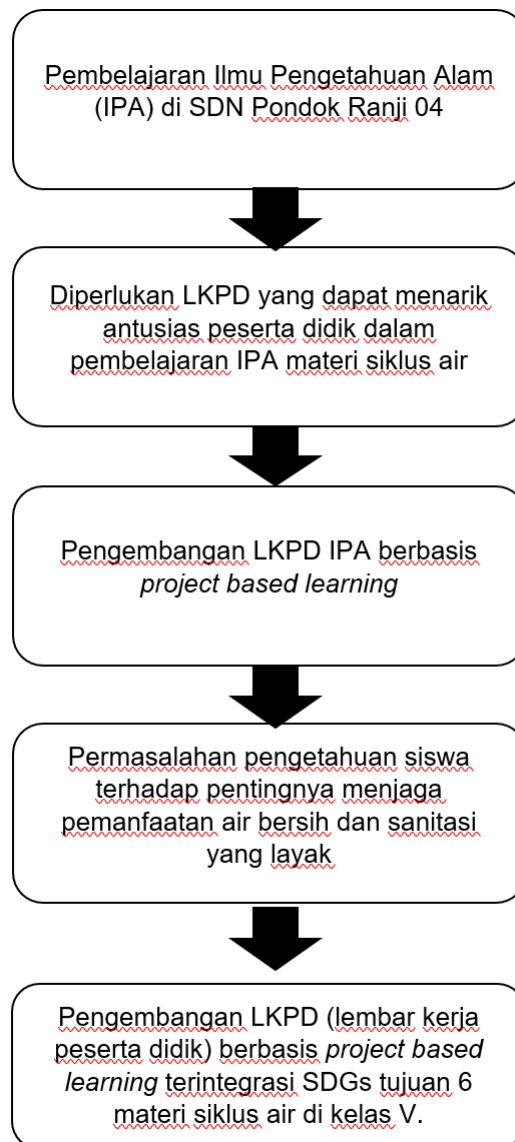 Pembelajaran Ilmu Pengetahuan Alam
(IPA) di SDN Pondok Ranji 04
Diperlukan LKPD yang dapat menarik
antusias peserta didik dalam
pembelajaran IPA materi siklus air
Pengembangan LKPD IPA berbasis
project based learning
Permasalahan pengetahuan siswa
terhadap pentingnya menjaga
pemanfaatan air bersih dan sanitasi
yang layak
Pengembangan LKPD (lembar kerja
peserta didik) berbasis project based
learning terintegrasi SDGs tujuan 6
materi siklus air di kelas V.